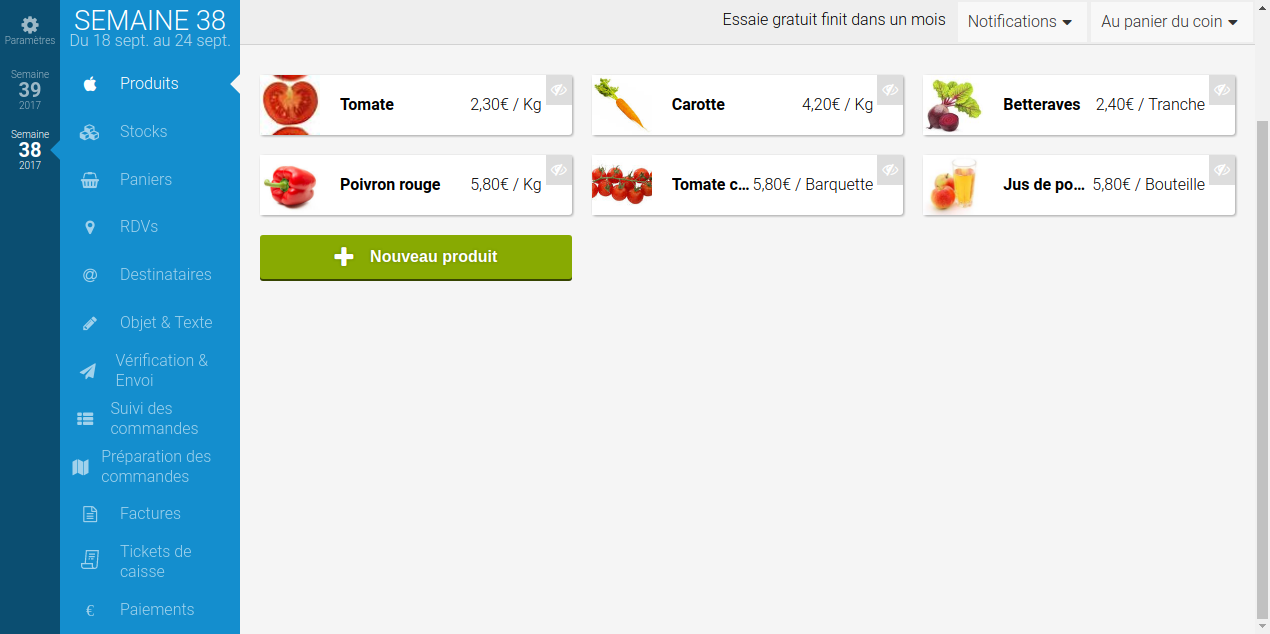 Paramètres
Semaine
39
2017
Semaine
38
2017
SEMAINE 38
Du 18 sept. au 24 sept.
Produits
Stocks
Paniers
RDVs
Destinataires
Objet & Texte
Vérification &
Envoi
Suivi des
commandes
Préparation des
commandes
Factures
Tickets de
caisse
€ Paiements
Essaie gratuit finit dans un mois Notifications Au panier du coin
Tomate 2,30€ / Kg
Carotte 4,20€ / Kg
Betteraves 2,40€ / Tranche
Poivron rouge 5,80€ / Kg
Tomate c... 5,80€ / Barquette
Jus de po... 5,80€ / Bouteille
Nouveau produit